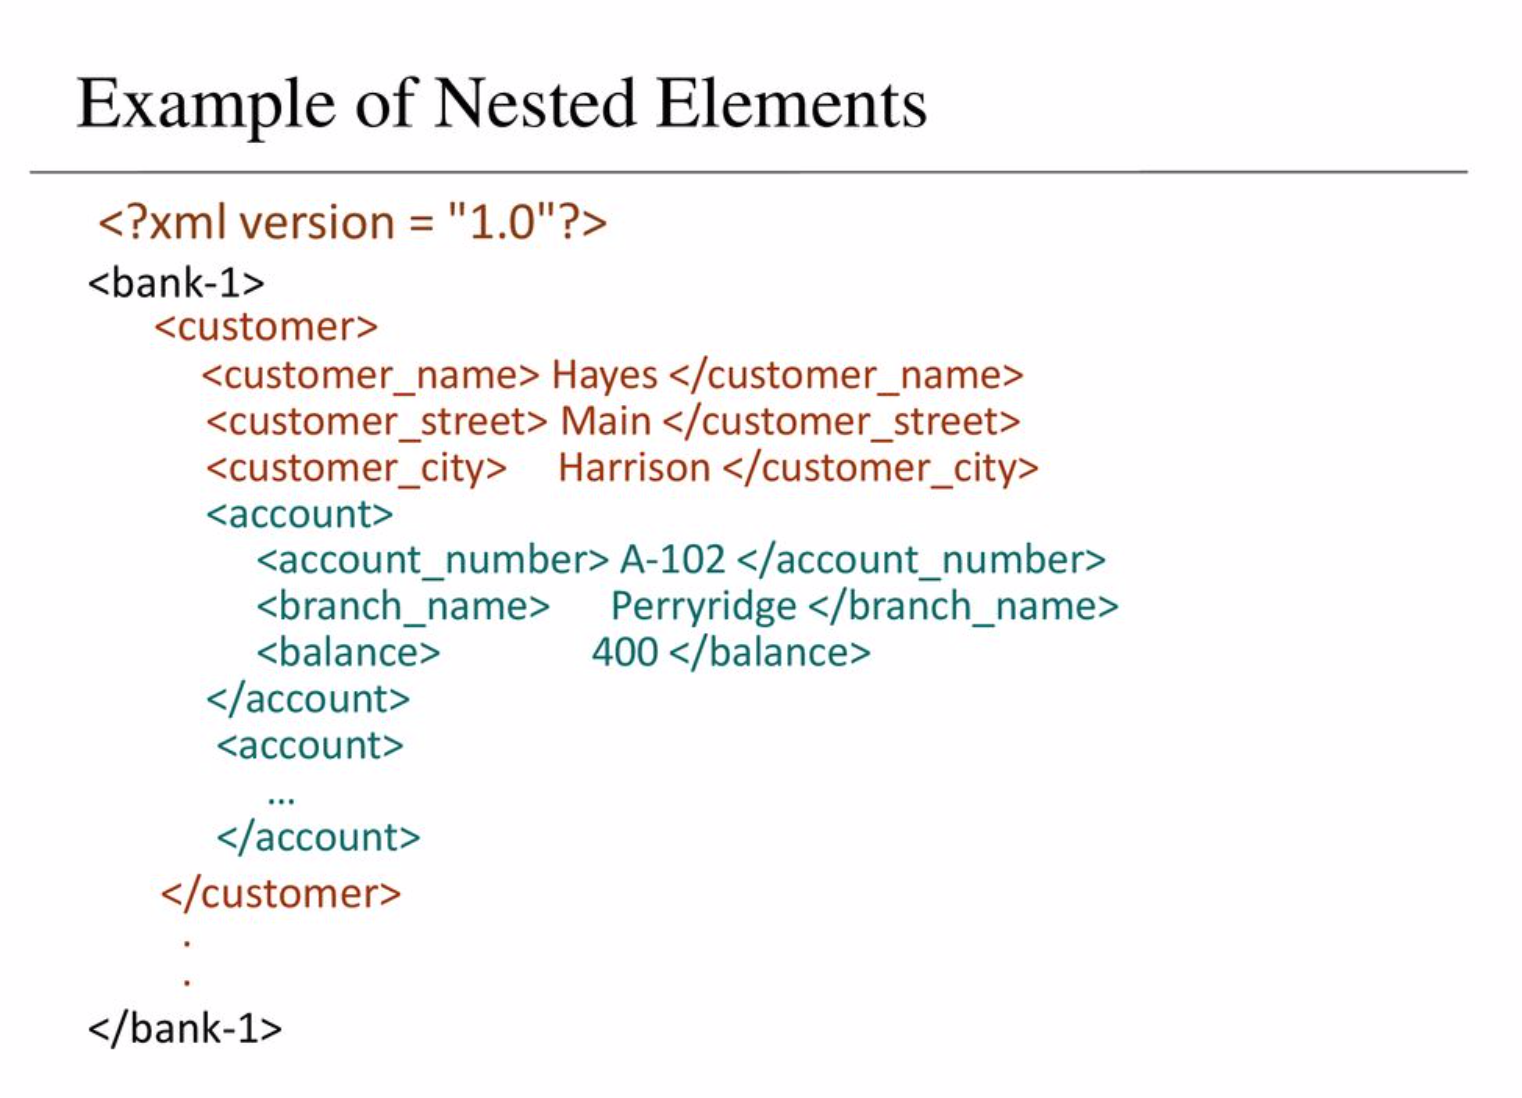 Example of Nested Elements
<?xml version = "1.0"?>
<bank-1>
<customer>
<customer_name> Hayes </customer_name>
<customer_street> Main </customer_street>
<customer_city> Harrison </customer_city>
<account>
<account_number> A-102 </account_number>
<branch_name> Perryridge </branch_name>
<balance> 400 </balance>
</account>
<account>
...
</account>
</customer>
.
.
</bank-1>